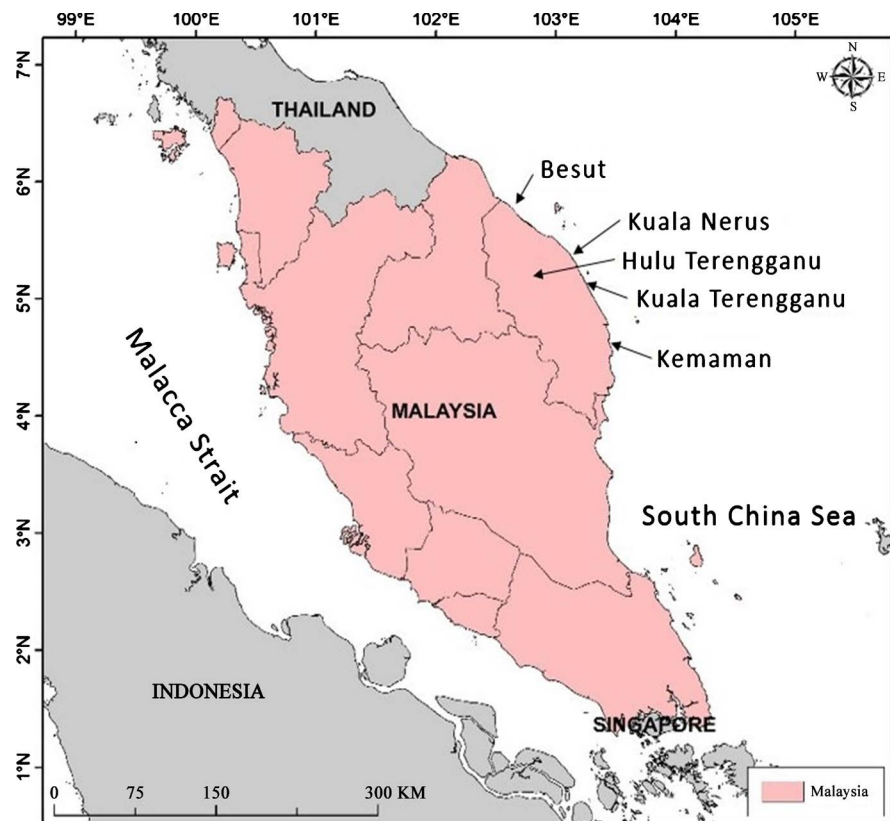 99°E 100°E 101°E 102°E 103°E 104°E 105°E
7°N
6°N
5°N
4°N
3°N
2°N
1°N
N
W E
S
THAILAND
Besut
Kuala Nerus
Hulu Terengganu
Kuala Terengganu
Kemaman
Malacca Strait
MALAYSIA
South China Sea
INDONESIA
SINGAPORE
0 75 150 300 KM
Malaysia